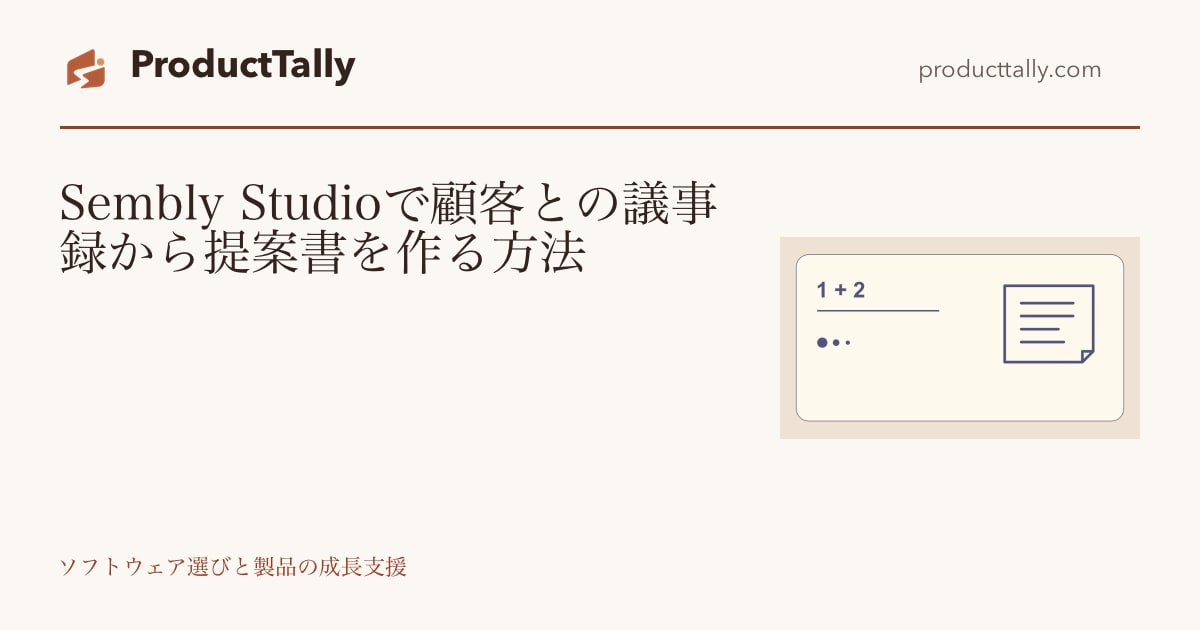 ProductTally
producttally.com
Sembly Studioで顧客との議事
録から提案書を作る方法
1 + 2
ソフトウェア選びと製品の成長支援